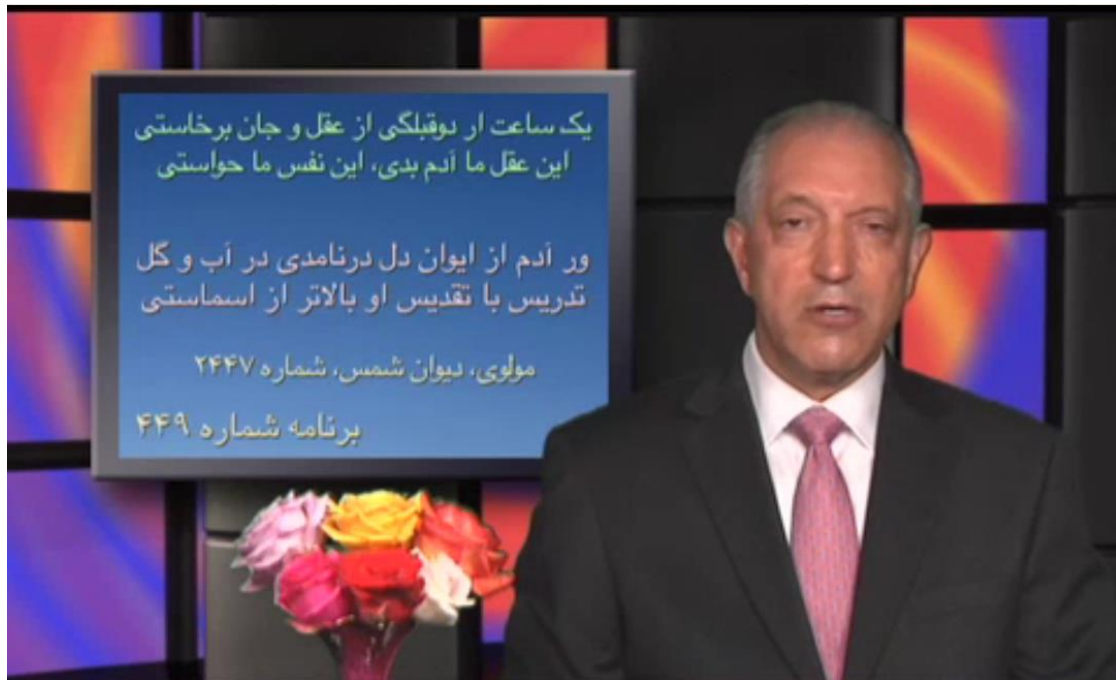 یک ساعت ار دوقبلگی از عقل و جان برخاستی
این عقل ما آدم بدی، این نفس ما حواستی
ور آدم از ایوان دل درنامدی در آب و گل
تدریس با تقدیس او بالاتر از اسماستی
مولوی، دیوان شمس، شماره ۲۴۴۷
برنامه شماره ۴۴۹